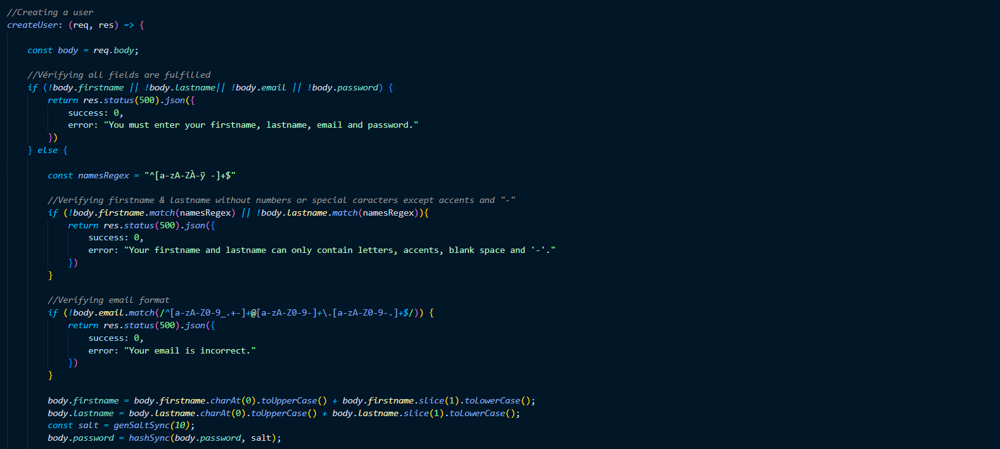 //Creating a user
createUser: (req, res) => {
const body = req.body;
//Vérifying all fields are fulfilled
if (!body.firstname || !body.lastname|| !body.email || !body.password) {
return res.status(500).json({
success: 0,
error: "You must enter your firstname, lastname, email and password."
})
} else {
const namesRegex = "^[a-zA-ZÀ-ÿ -]+$"
//Verifying firstname & lastname without numbers or special caracters except accents and "-"
if (!body.firstname.match(namesRegex) || !body.lastname.match(namesRegex)){
return res.status(500).json({
success: 0,
error: "Your firstname and lastname can only contain letters, accents, blank space and '-'."
})
}
//Verifying email format
if (!body.email.match(/^[a-zA-Z0-9_.+-]+@[a-zA-Z0-9-]+\.[a-zA-Z0-9-.]+$/)) {
return res.status(500).json({
success: 0,
error: "Your email is incorrect."
})
}
body.firstname = body.firstname.charAt(0).toUpperCase() + body.firstname.slice(1).toLowerCase();
body.lastname = body.lastname.charAt(0).toUpperCase() + body.lastname.slice(1).toLowerCase();
const salt = genSaltSync(10);
body.password = hashSync(body.password, salt);